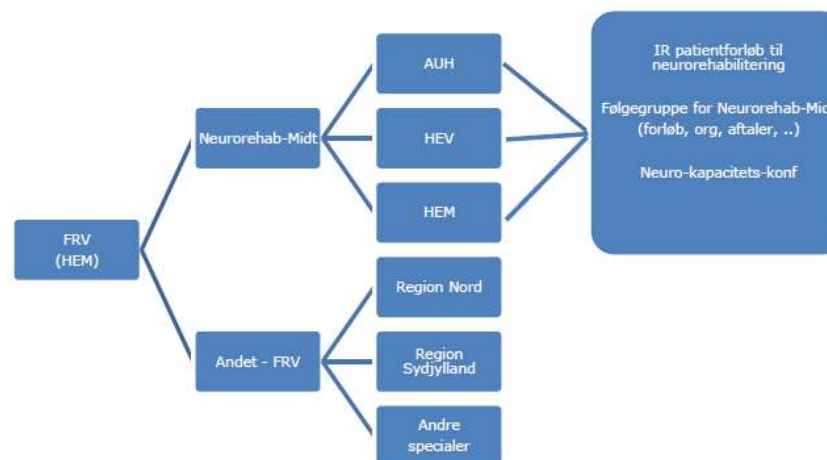 FRV
(HEM)
Neurorehab-Midt
Andet - FRV
AUH
HEV
HEM
Region Nord
Region
Sydjylland
Andre
specialer
IR patientforløb til
neurorehabilitering
Følgegruppe for Neurorehab-Mid
(forløb, org, aftaler, ..)
Neuro-kapacitets-konf